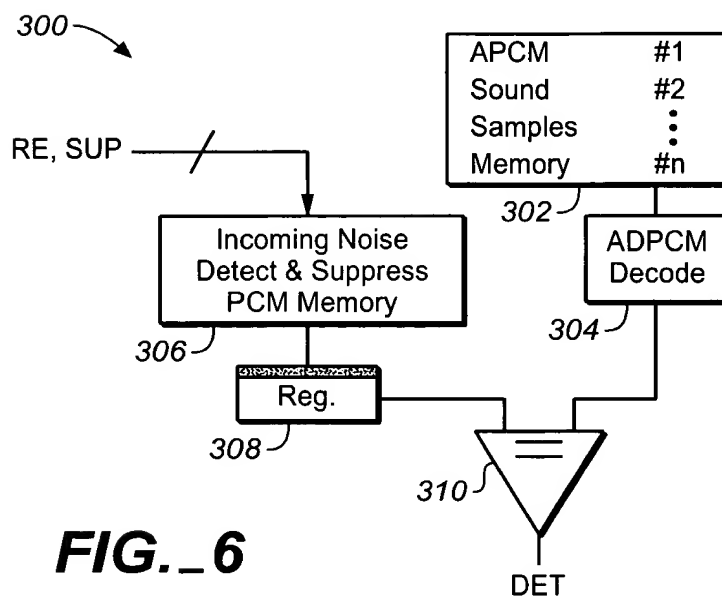 300
APCM #1
Sound #2
Samples
Memory #n
302
RE, SUP
Incoming Noise
Detect & Suppress
PCM Memory
306
ADPCM
Decode
304
Reg.
308
310
DET
FIG._6